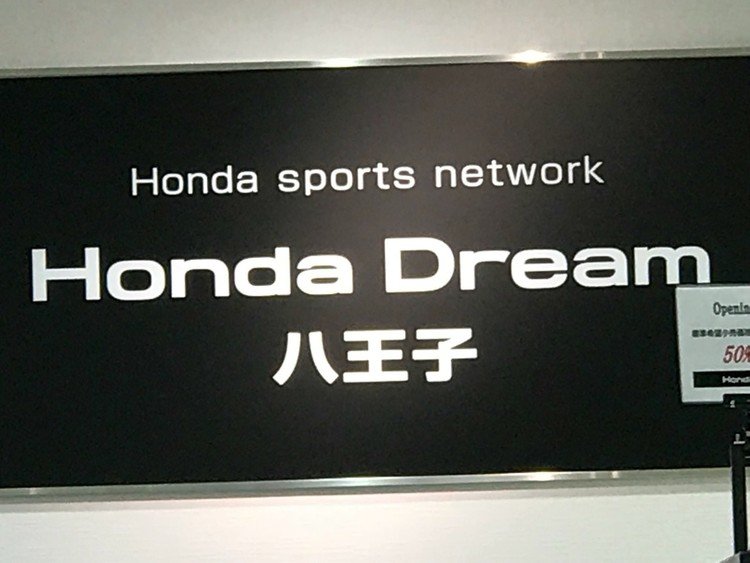 Honda sports network
Honda Dream
八王子
50%